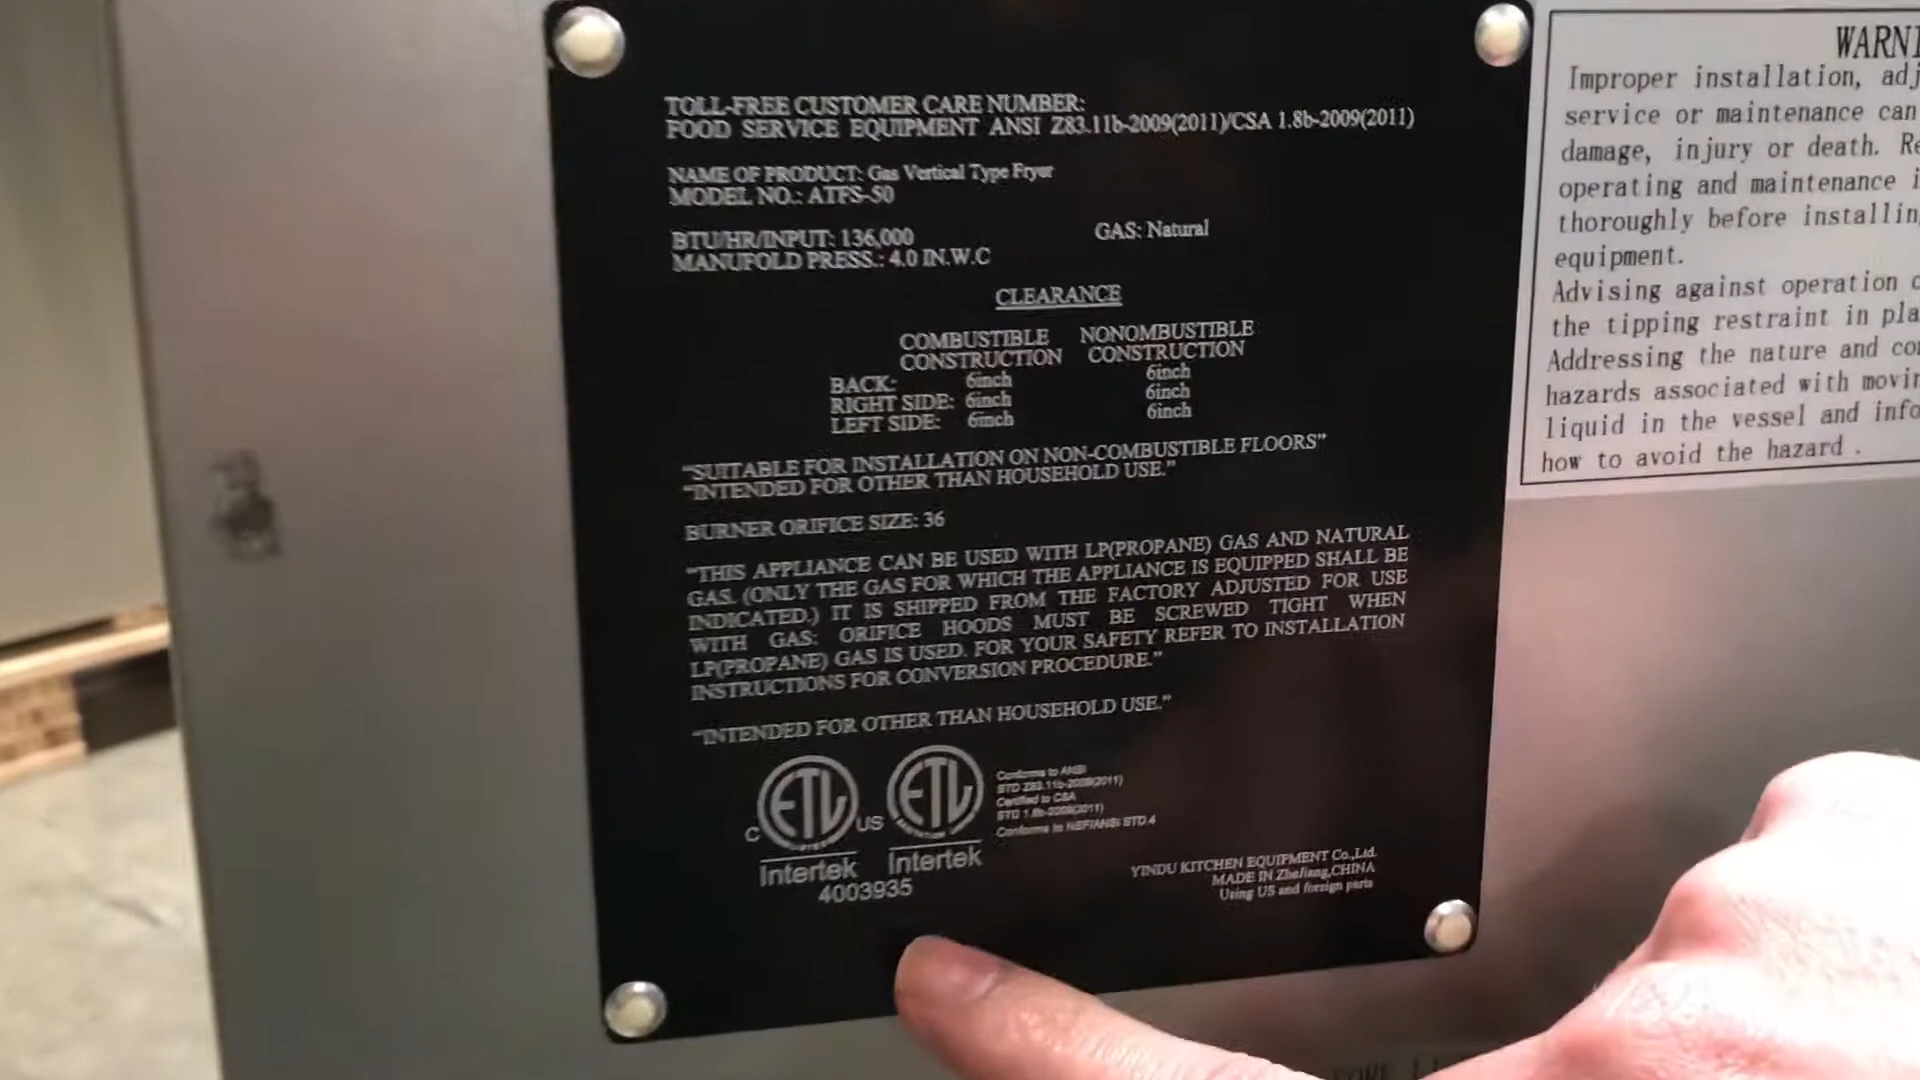 TOLL-FREE CUSTOMER CARE NUMBER:
FOOD SERVICE EQUIPMENT ANSI Z83.11b-2009(2011)/CSA 1.8b-2009(2011)
NAME OF PRODUCT: Gas Vertical Type Fryer
MODEL NO.: ATFS-50
BTU/HR/INPUT: 136,000 GAS: Natural
MANUFOLD PRESS.: 4.0 IN.W.C
CLEARANCE
COMBUSTIBLE NONOMBUSTIBLE
CONSTRUCTION CONSTRUCTION
BACK: 6inch 6inch
RIGHT SIDE: 6inch 6inch
LEFT SIDE: 6inch 6inch
"SUITABLE FOR INSTALLATION ON NON-COMBUSTIBLE FLOORS"
"INTENDED FOR OTHER THAN HOUSEHOLD USE."
BURNER ORIFICE SIZE: 36
"THIS APPLIANCE CAN BE USED WITH LP(PROPANE) GAS AND NATURAL
GAS. (ONLY THE GAS FOR WHICH THE APPLIANCE IS EQUIPPED SHALL BE
INDICATED.) IT IS SHIPPED FROM THE FACTORY ADJUSTED FOR USE
WITH GAS: ORIFICE HOODS MUST BE SCREWED TIGHT WHEN
LP(PROPANE) GAS IS USED. FOR YOUR SAFETY REFER TO INSTALLATION
INSTRUCTIONS FOR CONVERSION PROCEDURE."
"INTENDED FOR OTHER THAN HOUSEHOLD USE."
C ETL US ETL
Intertek Intertek
4003935
Conforms to ANSI
STD Z83.11b-2009(2011)
Certified to CSA
STD 1.8b-2009(2011)
Conforms to NSF/ANSI STD 4
YINDU KITCHEN EQUIPMENT Co.,Ltd.
MADE IN ZheJiang,CHINA
Using US and foreign parts
WARNI
Improper installation, adj
service or maintenance can
damage, injury or death. Re
operating and maintenance i
thoroughly before installin
equipment.
Advising against operation o
the tipping restraint in pla
Addressing the nature and co
hazards associated with movin
liquid in the vessel and info
how to avoid the hazard .